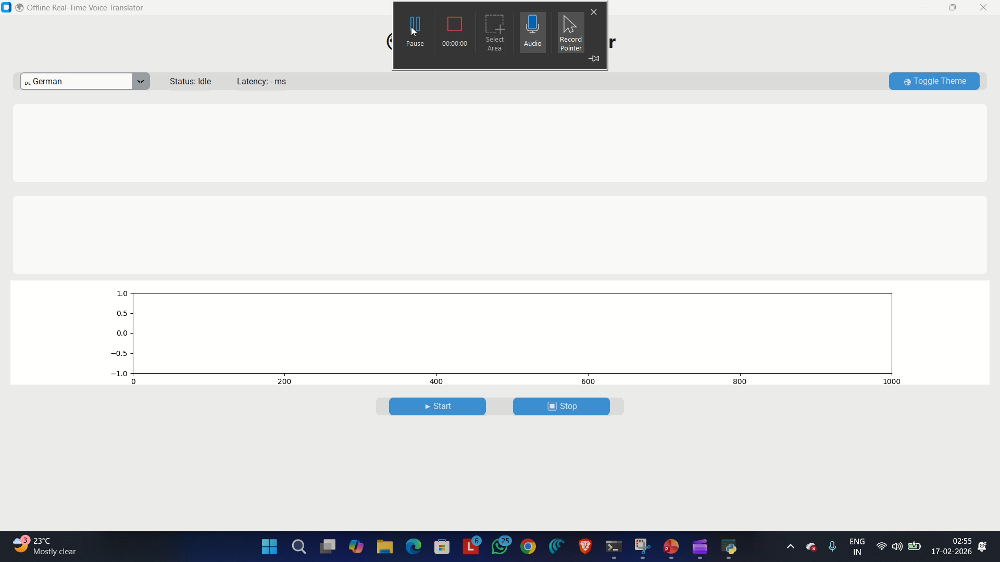 Offline Real-Time Voice Translator
Pause
00:00:00
Select
Area
Audio
Record
Pointer
r
DE German
Status: Idle
Latency: - ms
Toggle Theme
1.0
0.5
0.0
−0.5
−1.0
0 200 400 600 800 1000
Start
Stop
3
23°C
Mostly clear
L
6
25
P
ENG
IN
02:55
17-02-2026